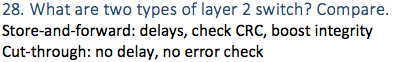 28. What are two types of layer 2 switch? Compare.
Store-and-forward: delays, check CRC, boost integrity
Cut-through: no delay, no error check